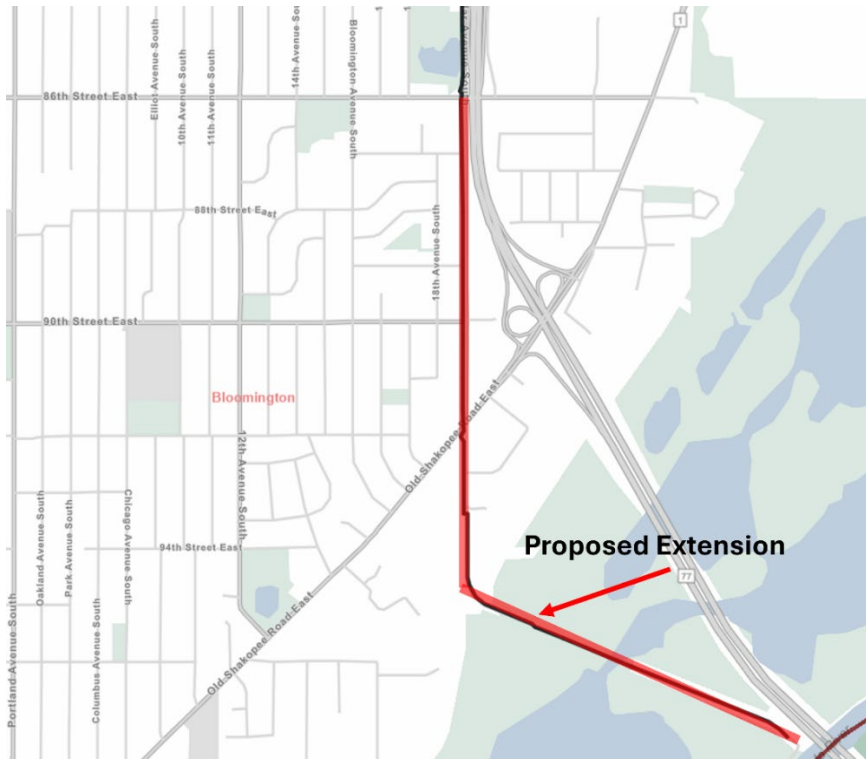 14th Avenue South
Bloomington Avenue South
1
86th Street East
Elliot Avenue South
10th Avenue South
11th Avenue South
88th Street East
18th Avenue South
90th Street East
Bloomington
12th Avenue South
Old Shakopee Road East
Oakland Avenue South
Park Avenue South
Chicago Avenue South
94th Street East
Proposed Extension
77
Portland Avenue South
Columbus Avenue South
Old Shakopee Road East